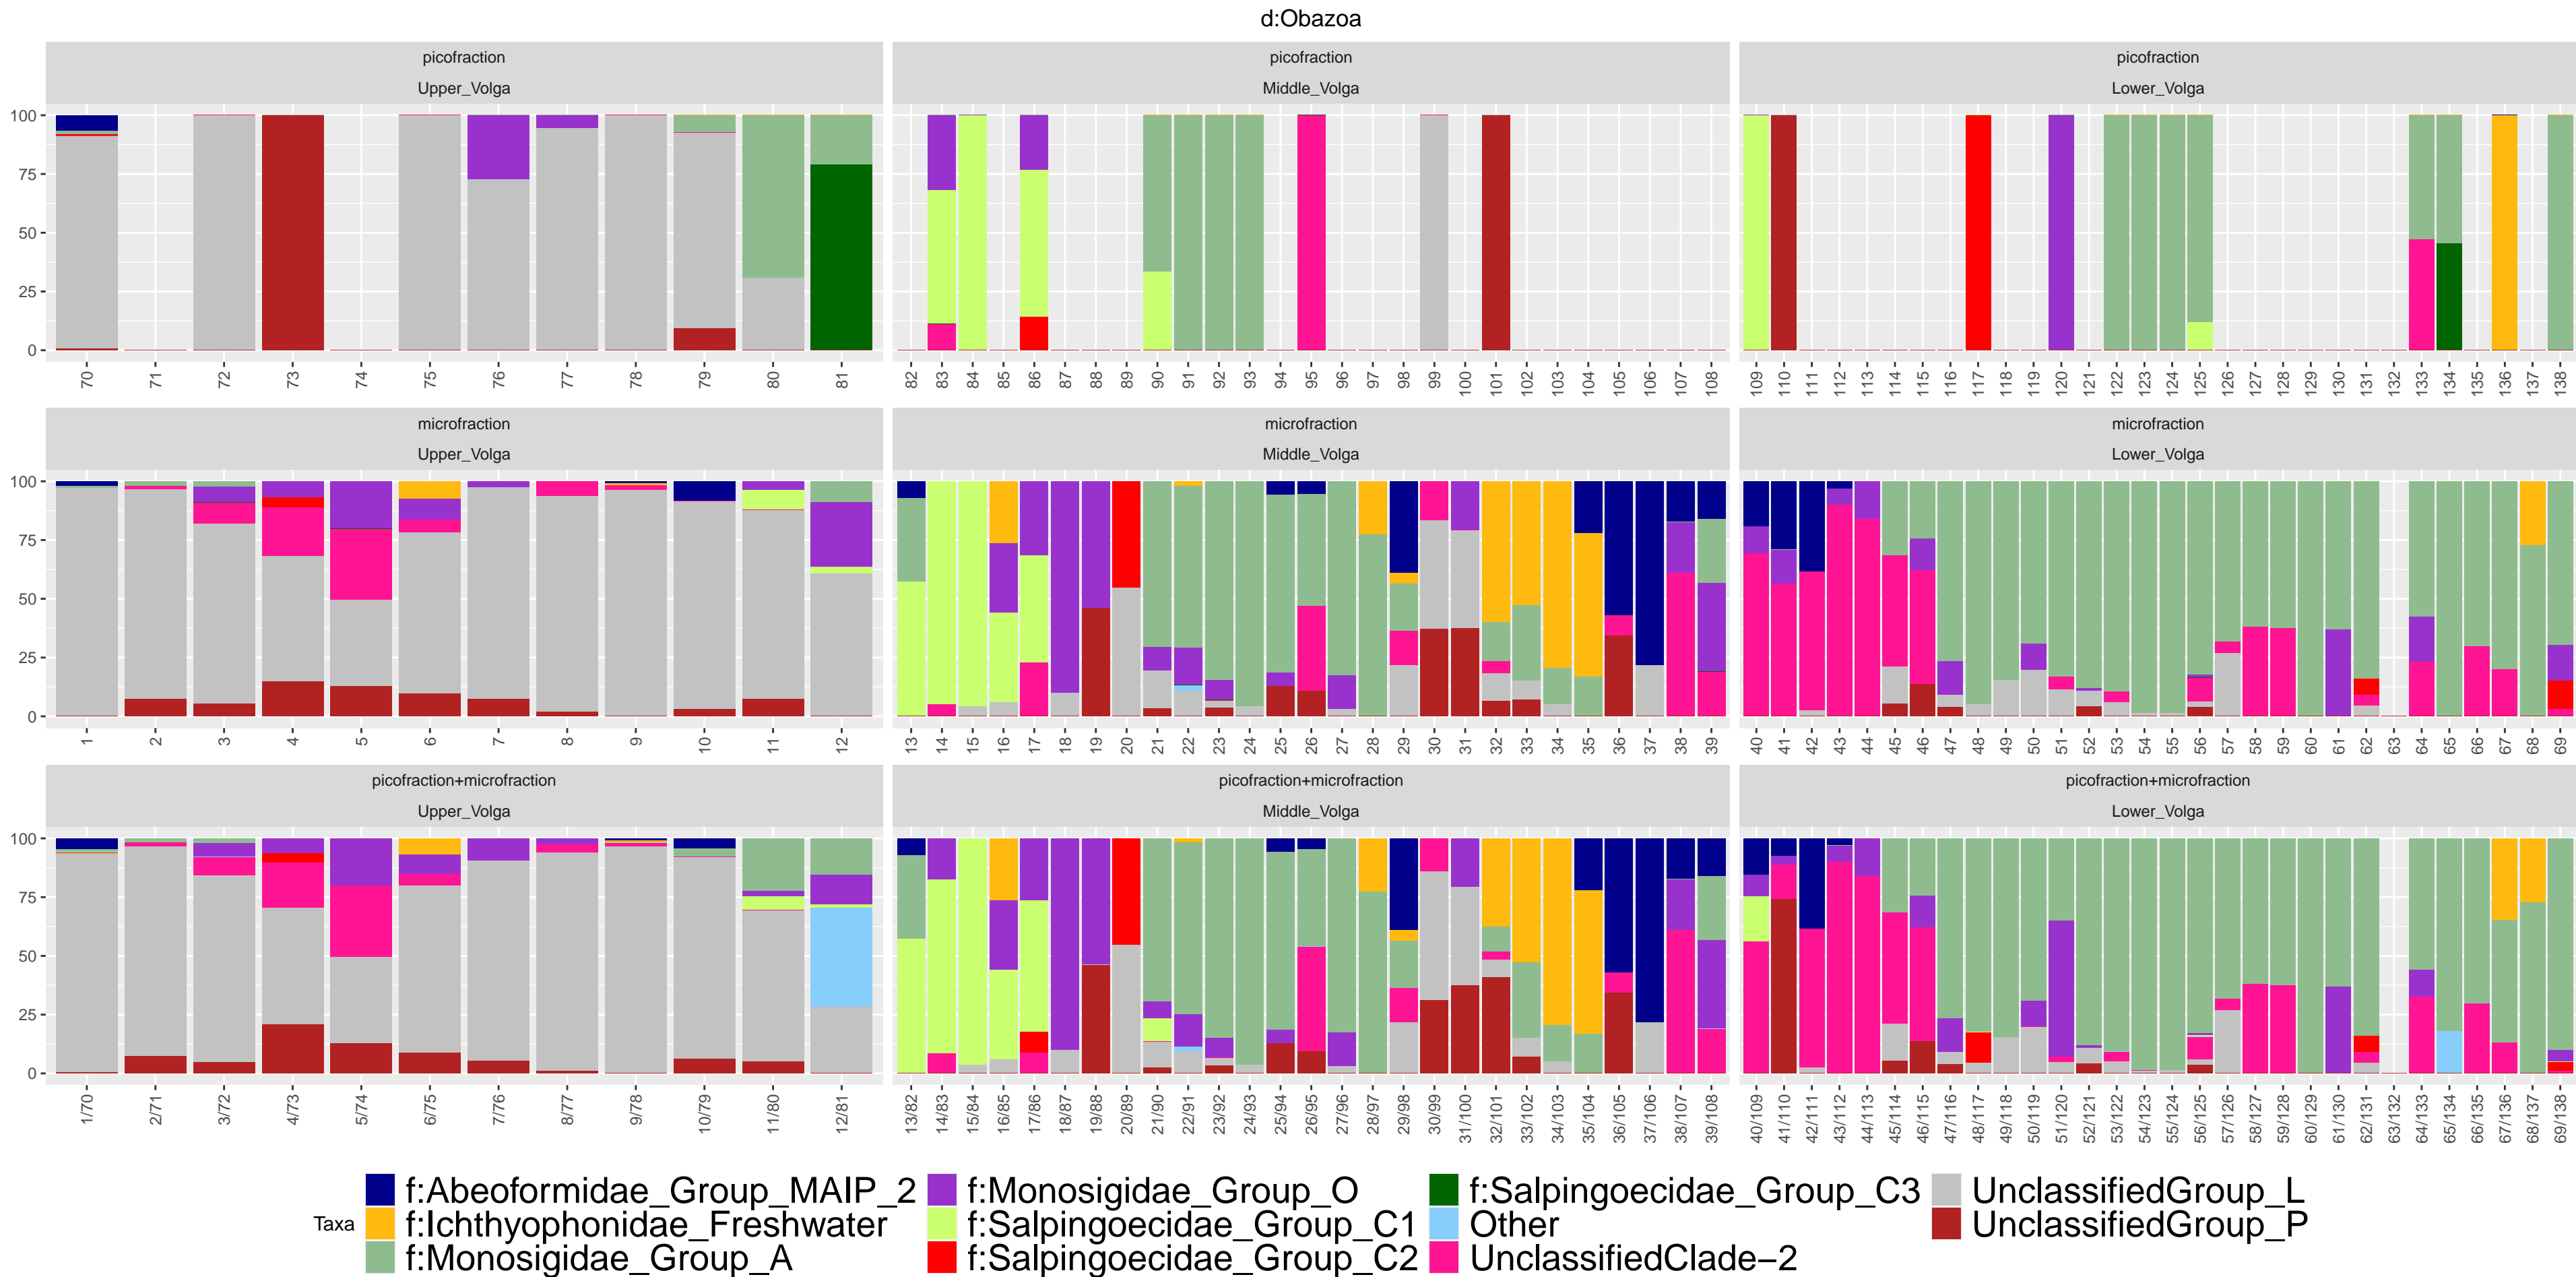 d:Obazoa
picofraction picofraction picofraction
Upper_Volga Middle_Volga Lower_Volga
100
75
50
25
0
70 71 72 73 74 75 76 77 78 79 80 81 82 83 84 85 86 87 88 89 90 91 92 93 94 95 96 97 98 99 100 101 102 103 104 105 106 107 108 109 110 111 112 113 114 115 116 117 118 119 120 121 122 123 124 125 126 127 128 129 130 131 132 133 134 135 136 137 138
microfraction microfraction microfraction
Upper_Volga Middle_Volga Lower_Volga
100
75
50
25
0
1 2 3 4 5 6 7 8 9 10 11 12 13 14 15 16 17 18 19 20 21 22 23 24 25 26 27 28 29 30 31 32 33 34 35 36 37 38 39 40 41 42 43 44 45 46 47 48 49 50 51 52 53 54 55 56 57 58 59 60 61 62 63 64 65 66 67 68 69
picofraction+microfraction picofraction+microfraction picofraction+microfraction
Upper_Volga Middle_Volga Lower_Volga
100
75
50
25
0
1/70 2/71 3/72 4/73 5/74 6/75 7/76 8/77 9/78 10/79 11/80 12/81 13/82 14/83 15/84 16/85 17/86 18/87 19/88 20/89 21/90 22/91 23/92 24/93 25/94 26/95 27/96 28/97 29/98 30/99 31/100 32/101 33/102 34/103 35/104 36/105 37/106 38/107 39/108 40/109 41/110 42/111 43/112 44/113 45/114 46/115 47/116 48/117 49/118 50/119 51/120 52/121 53/122 54/123 55/124 56/125 57/126 58/127 59/128 60/129 61/130 62/131 63/132 64/133 65/134 66/135 67/136 68/137 69/138
f:Abeoformidae_Group_MAIP_2 f:Monosigidae_Group_O f:Salpingoecidae_Group_C3 UnclassifiedGroup_L
Taxa f:Ichthyophonidae_Freshwater f:Salpingoecidae_Group_C1 Other UnclassifiedGroup_P
f:Monosigidae_Group_A f:Salpingoecidae_Group_C2 UnclassifiedClade−2